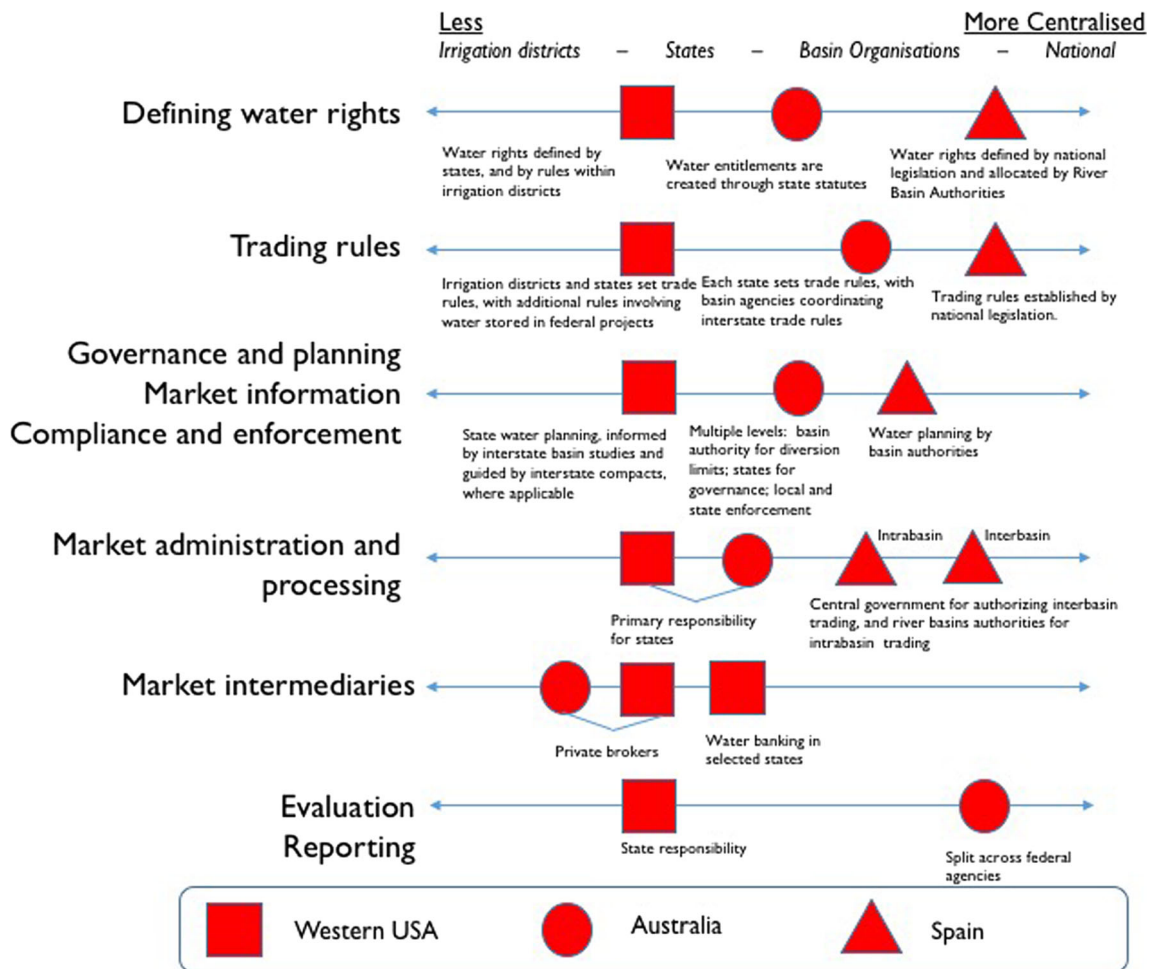 Less
More Centralised
Irrigation districts – States – Basin Organisations – National
Defining water rights
Water rights defined by
states, and by rules within
irrigation districts
Water entitlements are
created through state statutes
Water rights defined by national
legislation and allocated by River
Basin Authorities
Trading rules
Irrigation districts and states set trade
rules, with additional rules involving
water stored in federal projects
Each state sets trade rules, with
basin agencies coordinating
interstate trade rules
Trading rules established by
national legislation.
Governance and planning
Market information
Compliance and enforcement
State water planning, informed
by interstate basin studies and
guided by interstate compacts,
where applicable
Multiple levels: basin
authority for diversion
limits; states for
governance; local and
state enforcement
Water planning by
basin authorities
Market administration and
processing
Intrabasin
Interbasin
Primary responsibility
for states
Central government for authorizing interbasin
trading, and river basins authorities for
intrabasin trading
Market intermediaries
Private brokers
Water banking in
selected states
Evaluation
Reporting
State responsibility
Split across federal
agencies
Western USA
Australia
Spain